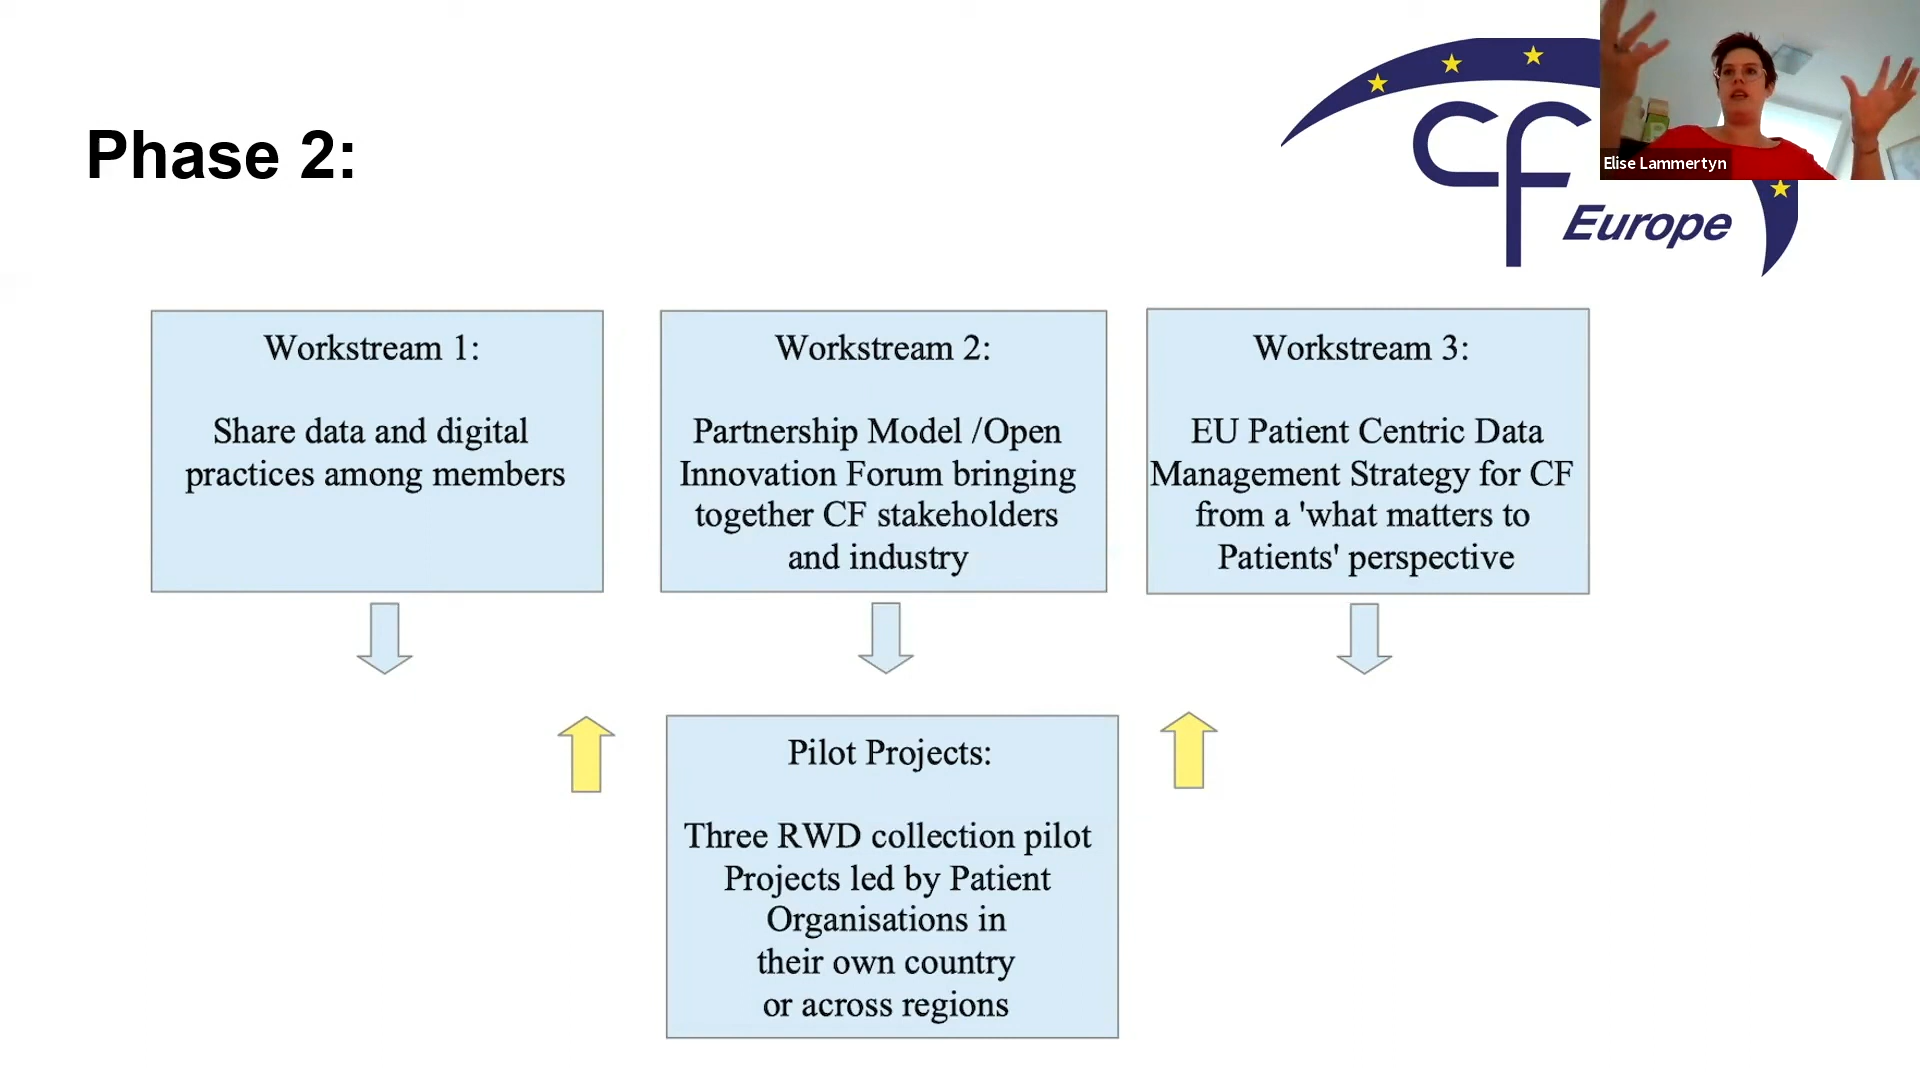 Phase 2:
CF
Europe
Elise Lammertyn
Workstream 1:
Share data and digital
practices among members
Workstream 2:
Partnership Model /Open
Innovation Forum bringing
together CF stakeholders
and industry
Workstream 3:
EU Patient Centric Data
Management Strategy for CF
from a 'what matters to
Patients' perspective
Pilot Projects:
Three RWD collection pilot
Projects led by Patient
Organisations in
their own country
or across regions